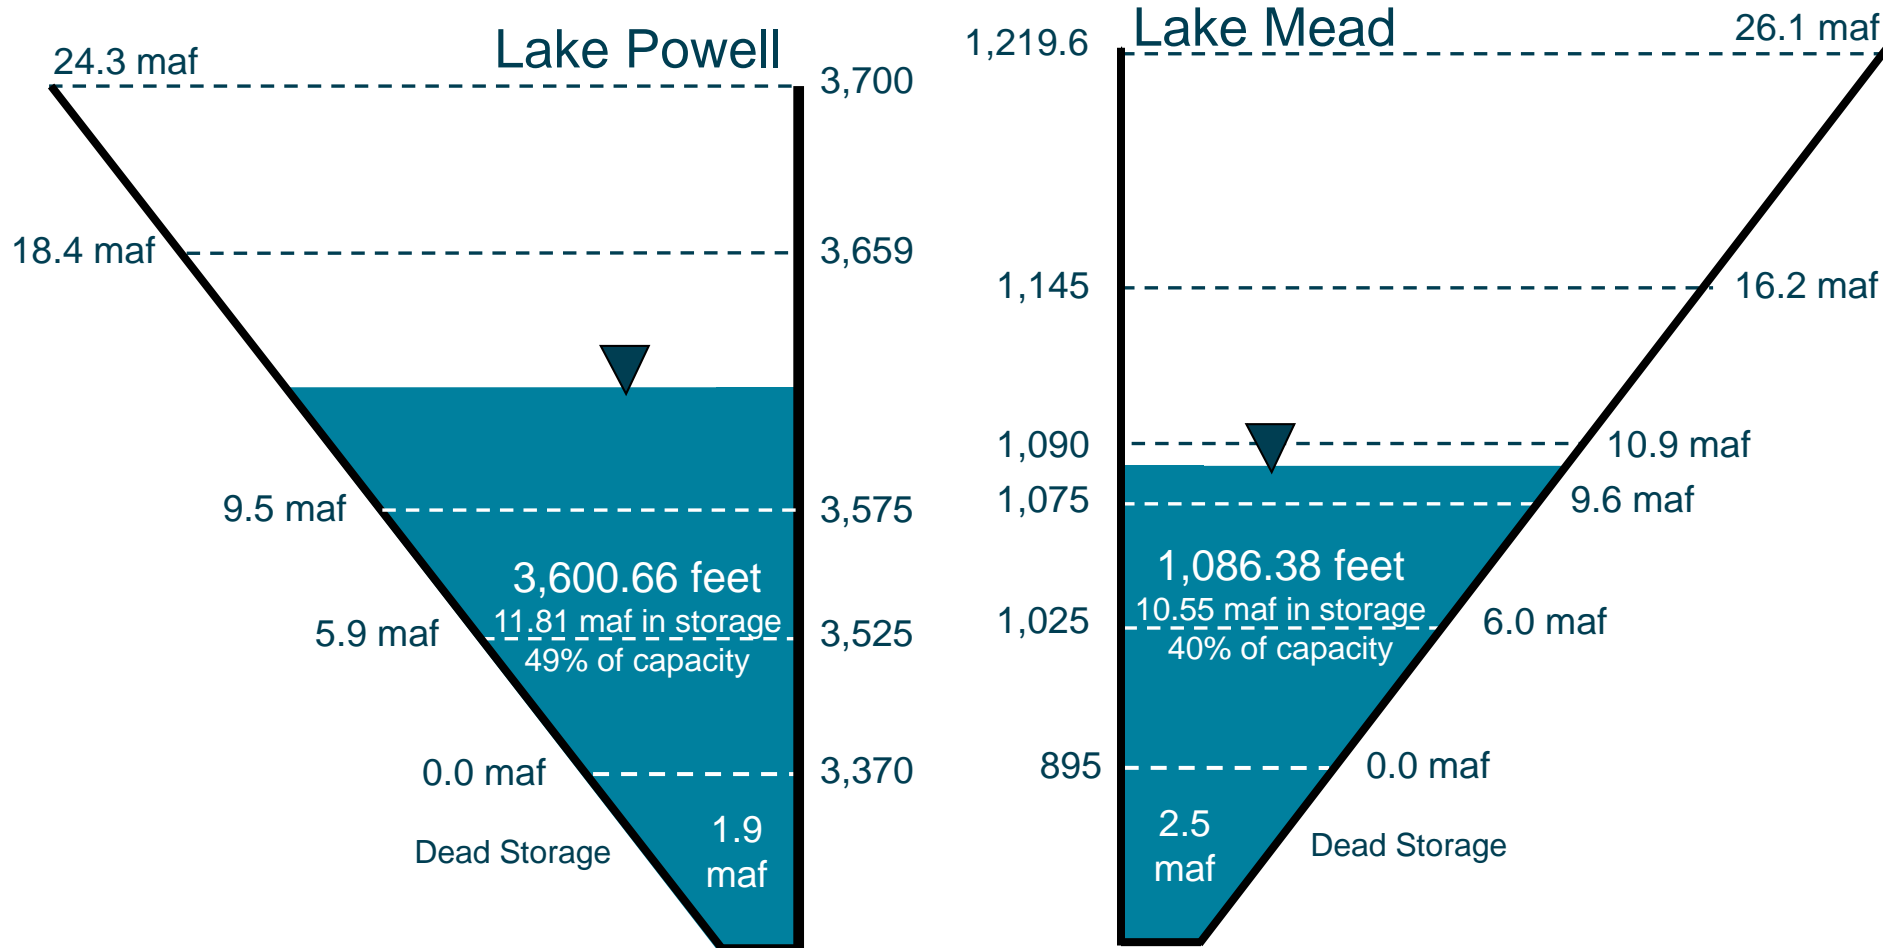 Lake Powell
24.3 maf
3,700
18.4 maf
3,659
9.5 maf
3,575
3,600.66 feet
11.81 maf in storage
5.9 maf
3,525
49% of capacity
0.0 maf
3,370
1.9
maf
Dead Storage
Lake Mead
1,219.6
26.1 maf
1,145
16.2 maf
1,090
10.9 maf
1,075
9.6 maf
1,086.38 feet
10.55 maf in storage
1,025
6.0 maf
40% of capacity
895
0.0 maf
2.5
maf
Dead Storage